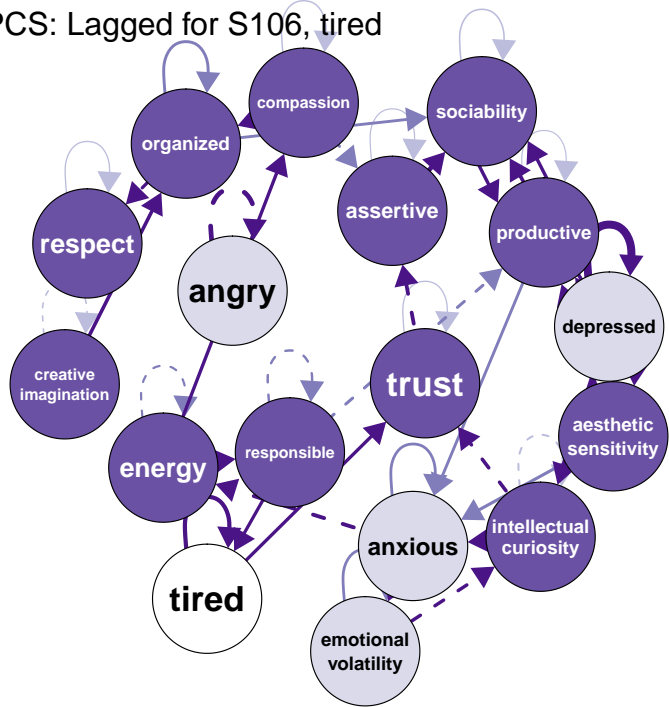 PCS: Lagged for S106, tired
compassion
sociability
organized
assertive
respect
productive
angry
depressed
creative
imagination
trust
aesthetic
sensitivity
energy
responsible
intellectual
curiosity
anxious
tired
emotional
volatility